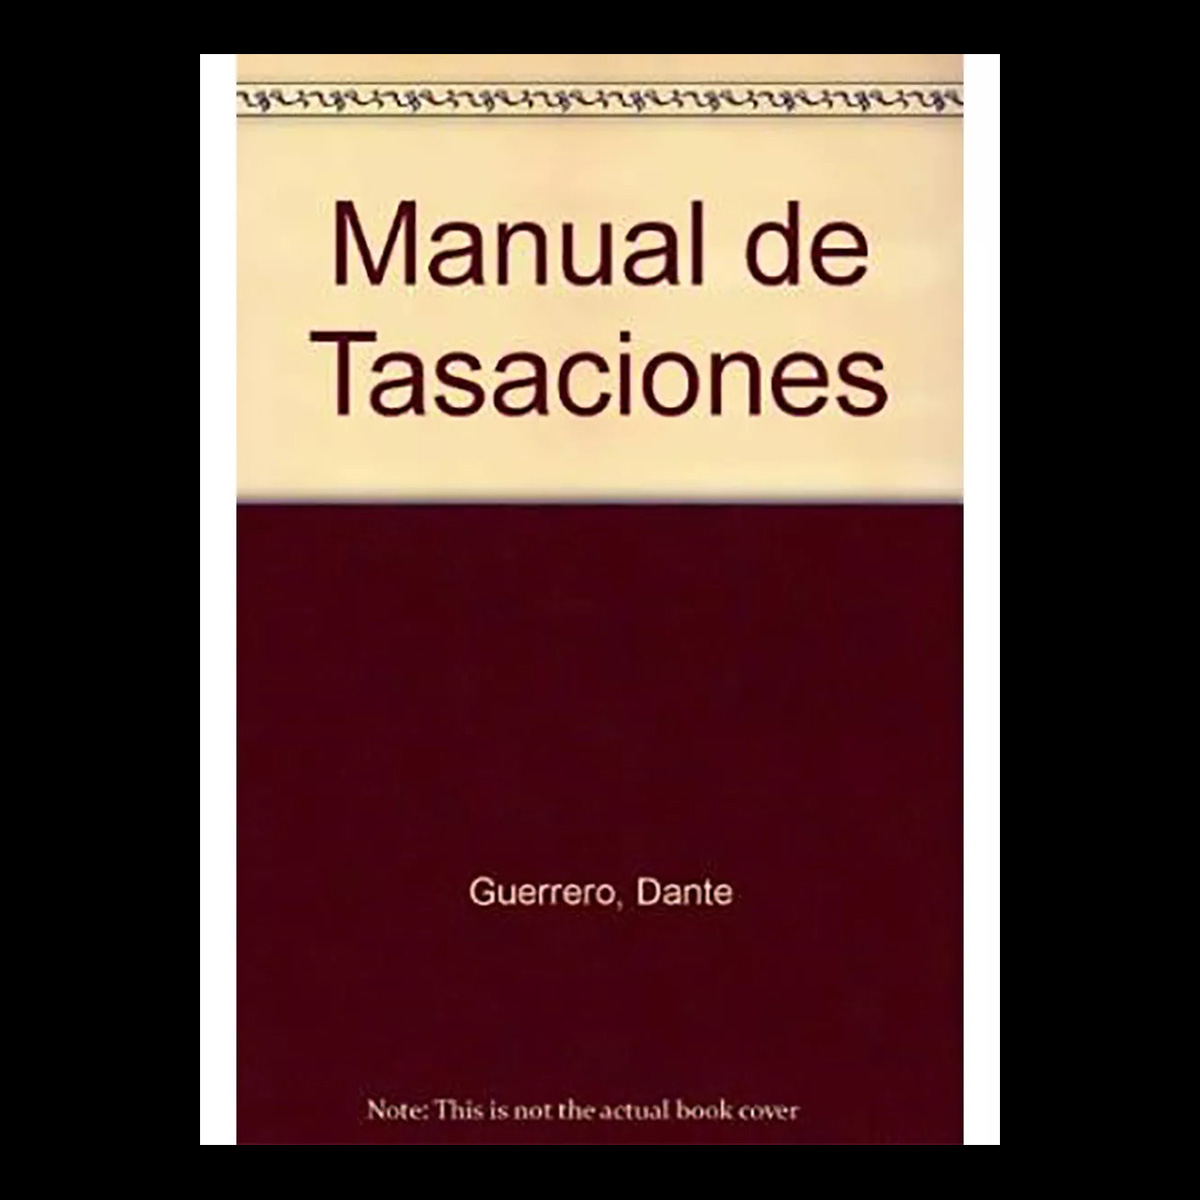 Manual de
Tasaciones
Guerrero, Dante
Note: This is not the actual book cover